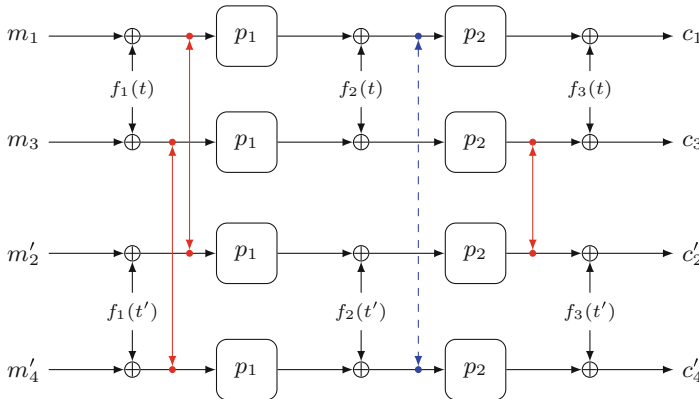 m₁ p₁ p₂ c₁
f₁(t) f₂(t) f₃(t)
m₃ p₁ p₂ c₃
m′₂ p₁ p₂ c′₂
f₁(t′) f₂(t′) f₃(t′)
m′₄ p₁ p₂ c′₄